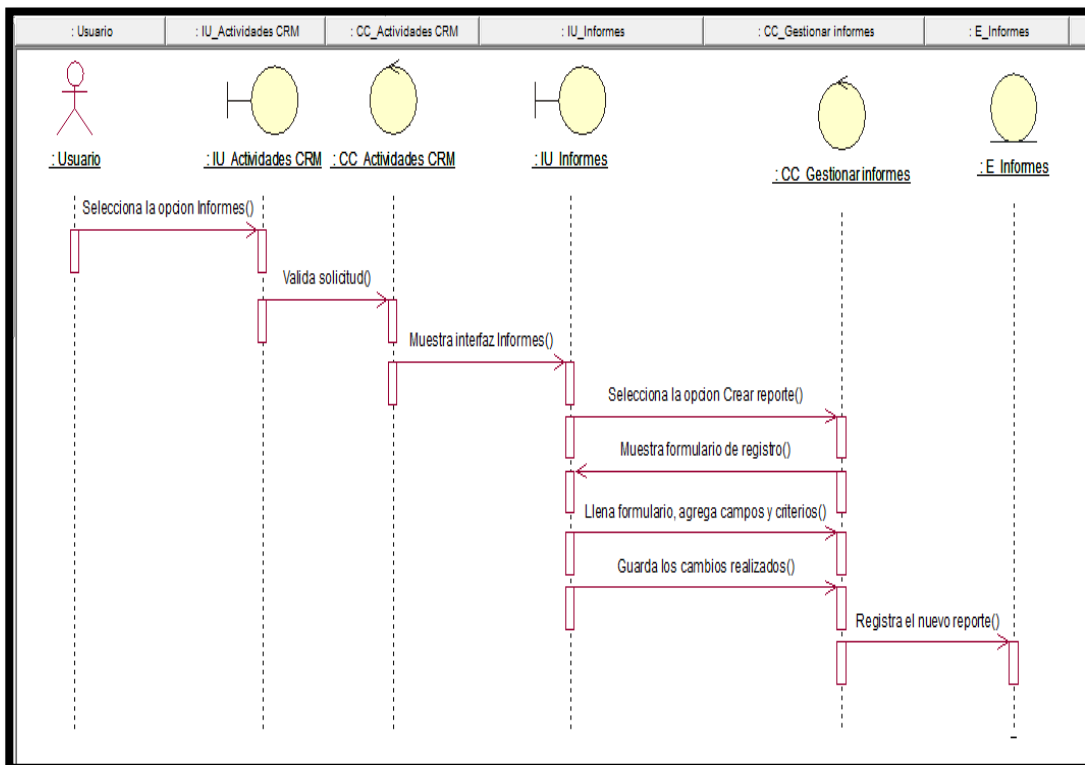 : Usuario
: IU_Actividades CRM
: CC_Actividades CRM
: IU_Informes
: CC_Gestionar informes
: E_Informes
: Usuario
: IU_Actividades CRM
: CC_Actividades CRM
: IU_Informes
: CC_Gestionar informes
: E_Informes
Selecciona la opcion Informes()
Valida solicitud()
Muestra interfaz Informes()
Selecciona la opcion Crear reporte()
Muestra formulario de registro()
Llena formulario, agrega campos y criterios()
Guarda los cambios realizados()
Registra el nuevo reporte()